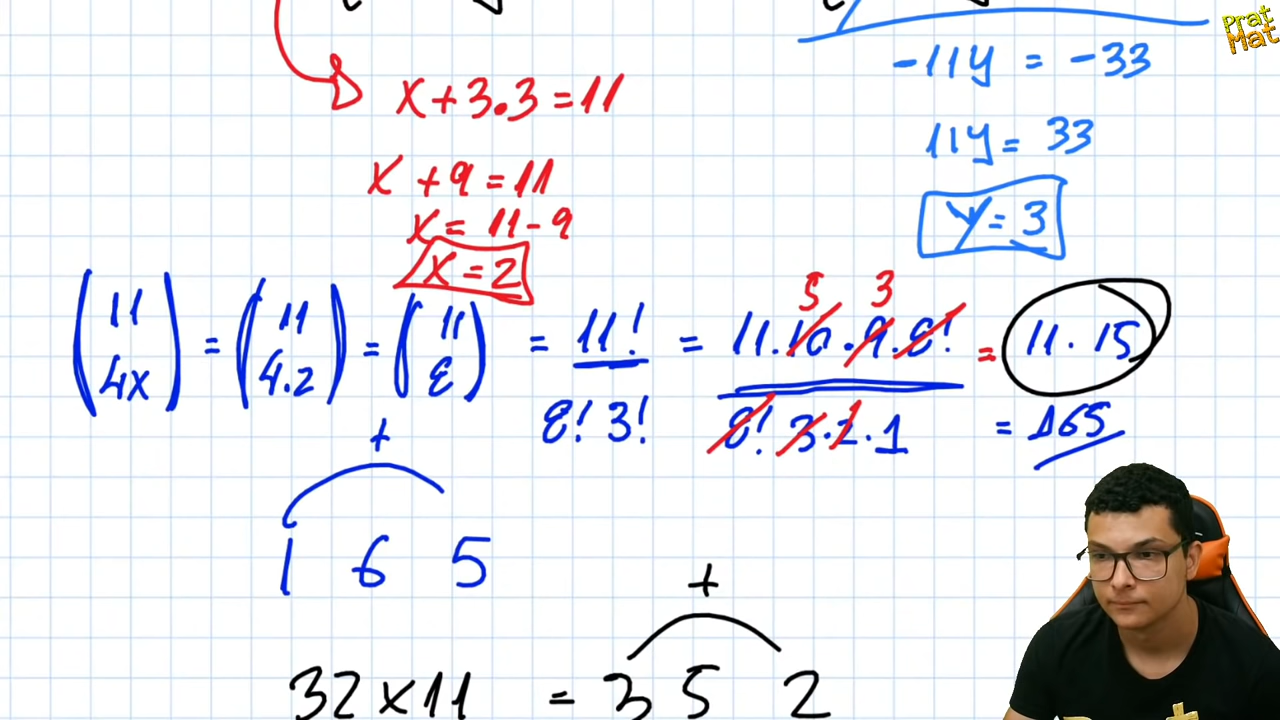 Prat
Mat
x + 3.3 = 11
x + 9 = 11
x = 11 - 9
x = 2
-11y = -33
11y = 33
y = 3
(11 4x) = (11 4.2) = (11 8) = 11! / 8! 3! = 11.10.9.8! / 8! 3.2.1 = 11.15
5 3
= 165
+
1 6 5
+
32 x 11 = 3 5 2